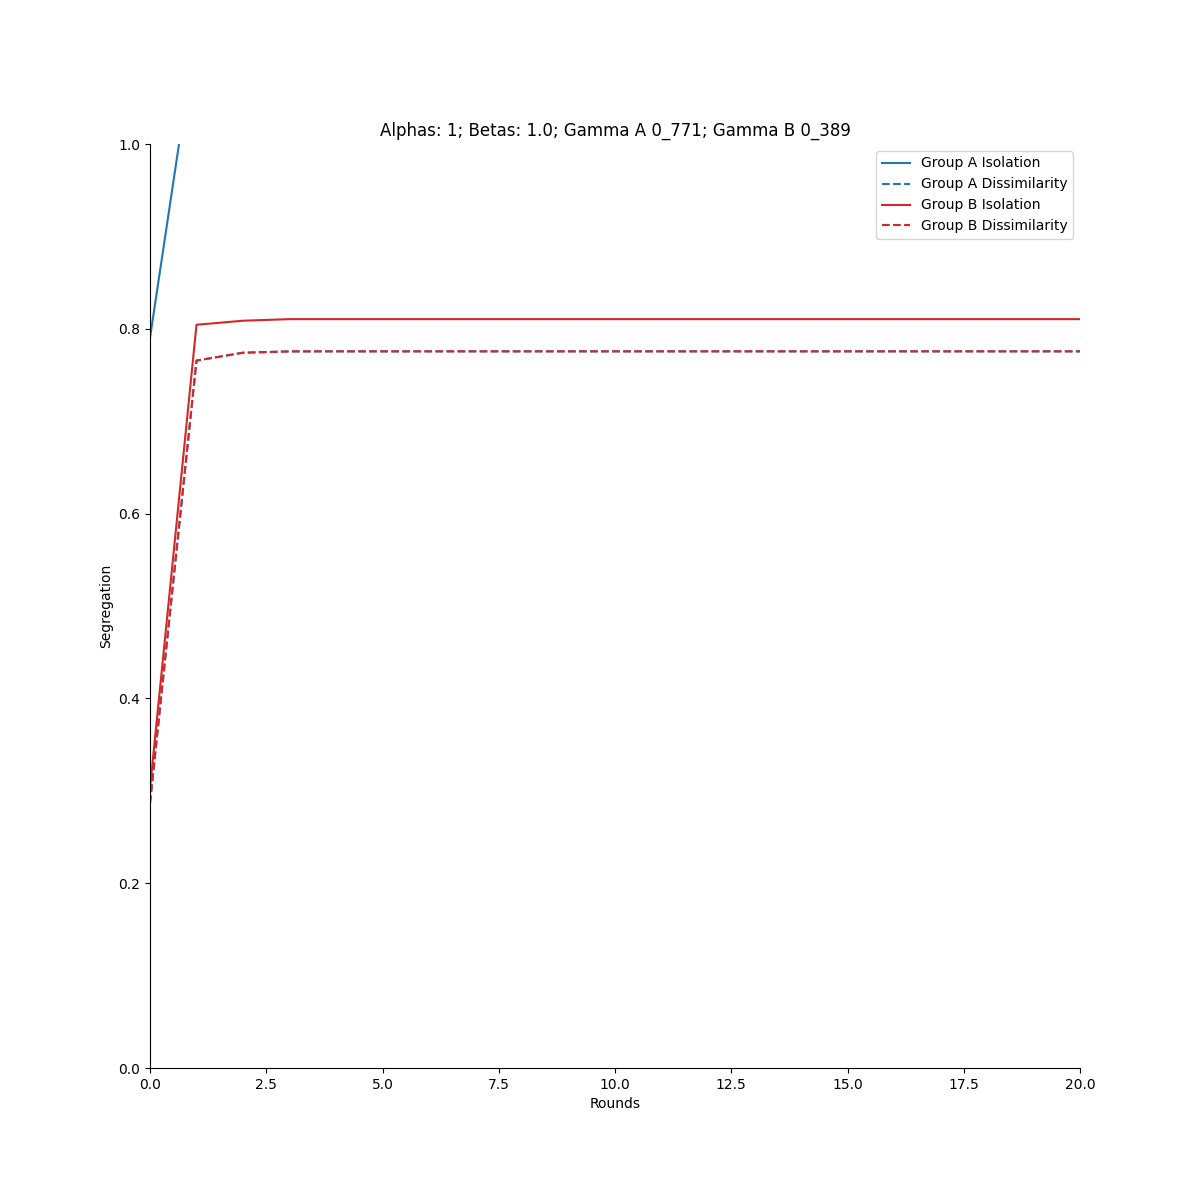 Alphas: 1; Betas: 1.0; Gamma A 0_771; Gamma B 0_389
Group A Isolation
Group A Dissimilarity
Group B Isolation
Group B Dissimilarity
1.0
0.8
0.6
0.4
0.2
0.0
Segregation
0.0 2.5 5.0 7.5 10.0 12.5 15.0 17.5 20.0
Rounds